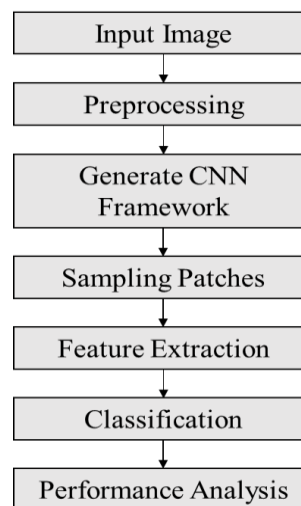 Input Image
Preprocessing
Generate CNN
Framework
Sampling Patches
Feature Extraction
Classification
Performance Analysis